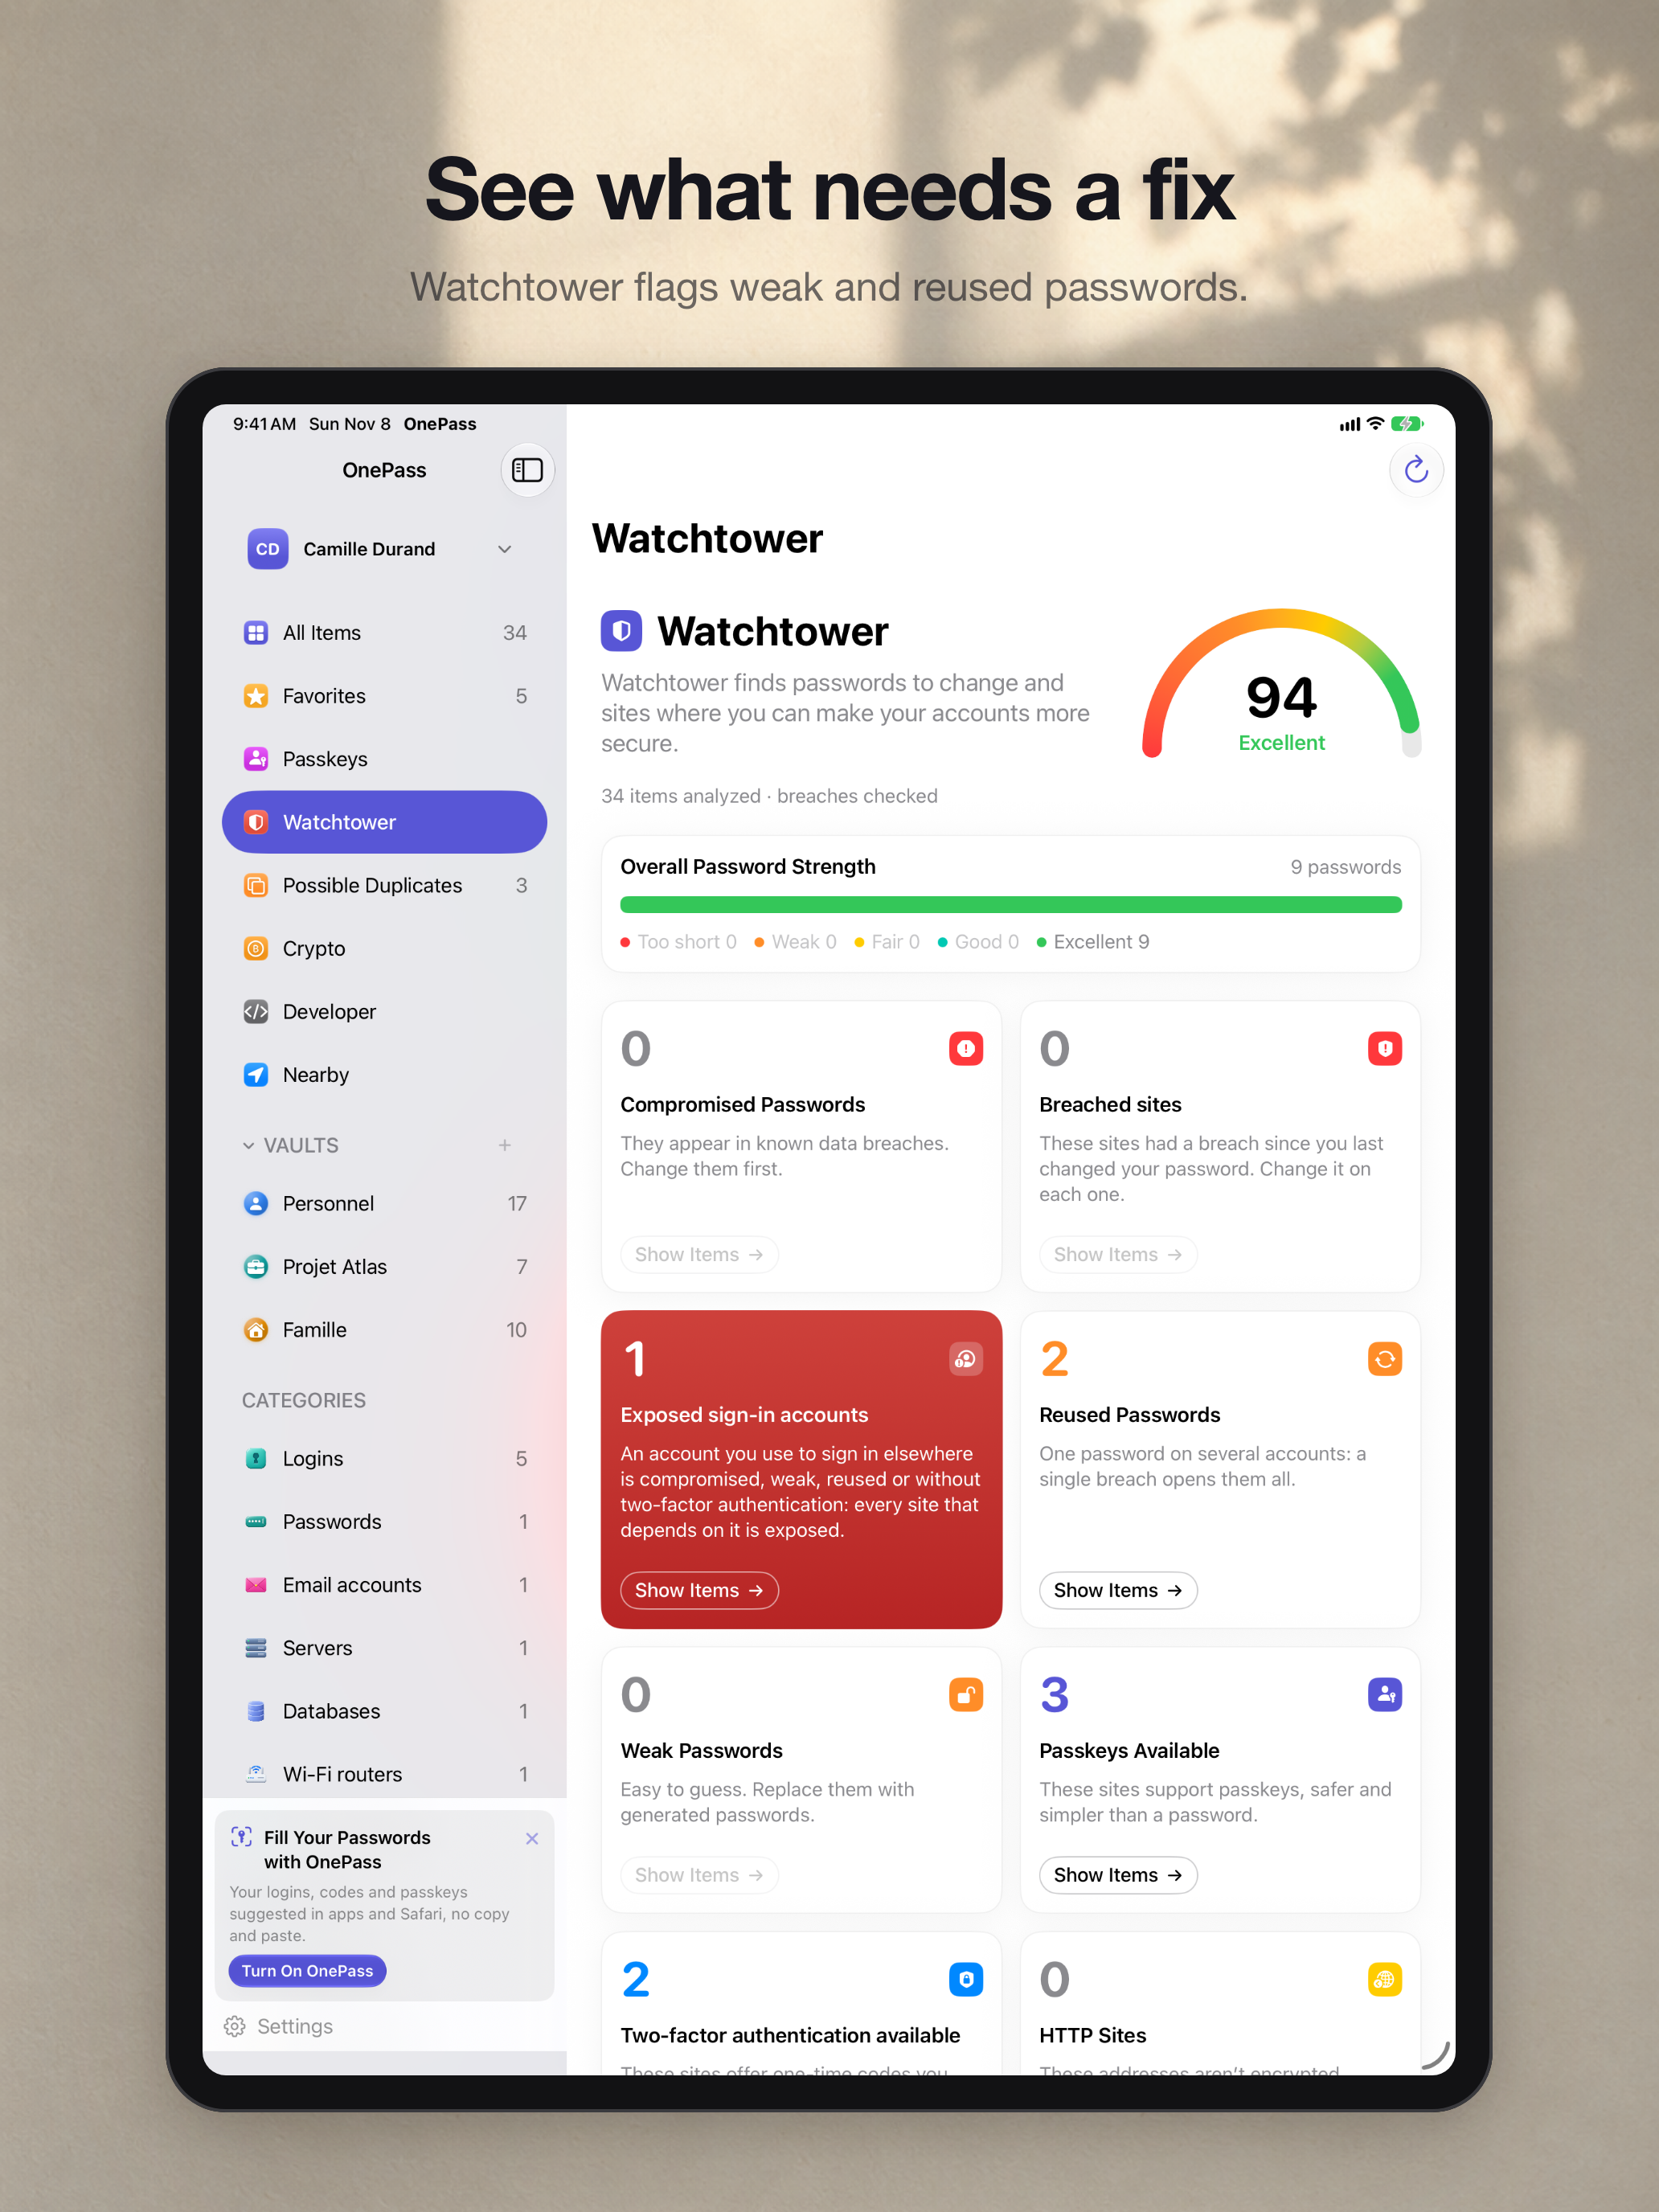 See what needs a fix
Watchtower flags weak and reused passwords.
9:41 AM Sun Nov 8 OnePass
OnePass
CD Camille Durand
All Items 34
Favorites 5
Passkeys
Watchtower
Possible Duplicates 3
Crypto
Developer
Nearby
VAULTS +
Personnel 17
Projet Atlas 7
Famille 10
CATEGORIES
Logins 5
Passwords 1
Email accounts 1
Servers 1
Databases 1
Wi-Fi routers 1
Fill Your Passwords
with OnePass
Your logins, codes and passkeys
suggested in apps and Safari, no copy
and paste.
Turn On OnePass
Settings
Watchtower
Watchtower
Watchtower finds passwords to change and
sites where you can make your accounts more
secure.
34 items analyzed · breaches checked
94
Excellent
Overall Password Strength 9 passwords
Too short 0 Weak 0 Fair 0 Good 0 Excellent 9
0
Compromised Passwords
They appear in known data breaches.
Change them first.
Show Items →
0
Breached sites
These sites had a breach since you last
changed your password. Change it on
each one.
Show Items →
1
Exposed sign-in accounts
An account you use to sign in elsewhere
is compromised, weak, reused or without
two-factor authentication: every site that
depends on it is exposed.
Show Items →
2
Reused Passwords
One password on several accounts: a
single breach opens them all.
Show Items →
0
Weak Passwords
Easy to guess. Replace them with
generated passwords.
Show Items →
3
Passkeys Available
These sites support passkeys, safer and
simpler than a password.
Show Items →
2
Two-factor authentication available
These sites offer one-time codes you
0
HTTP Sites
These addresses aren't encrypted